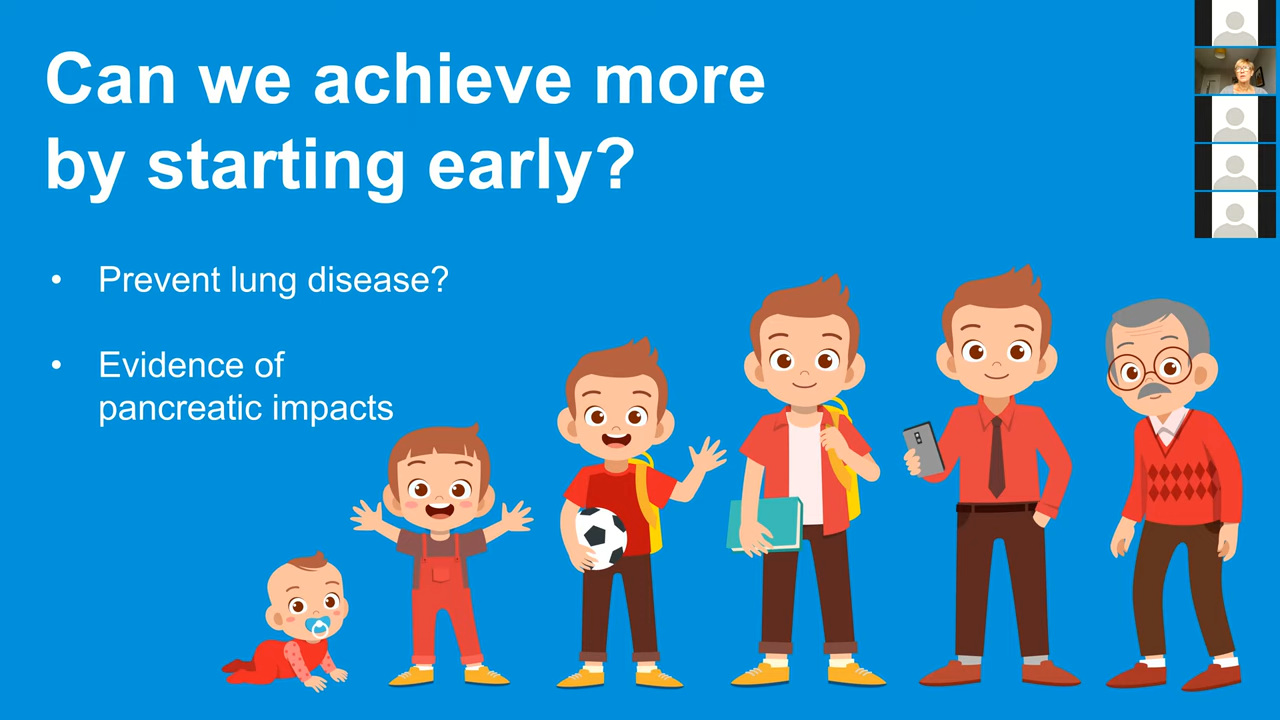 Can we achieve more
by starting early?
• Prevent lung disease?
• Evidence of
pancreatic impacts